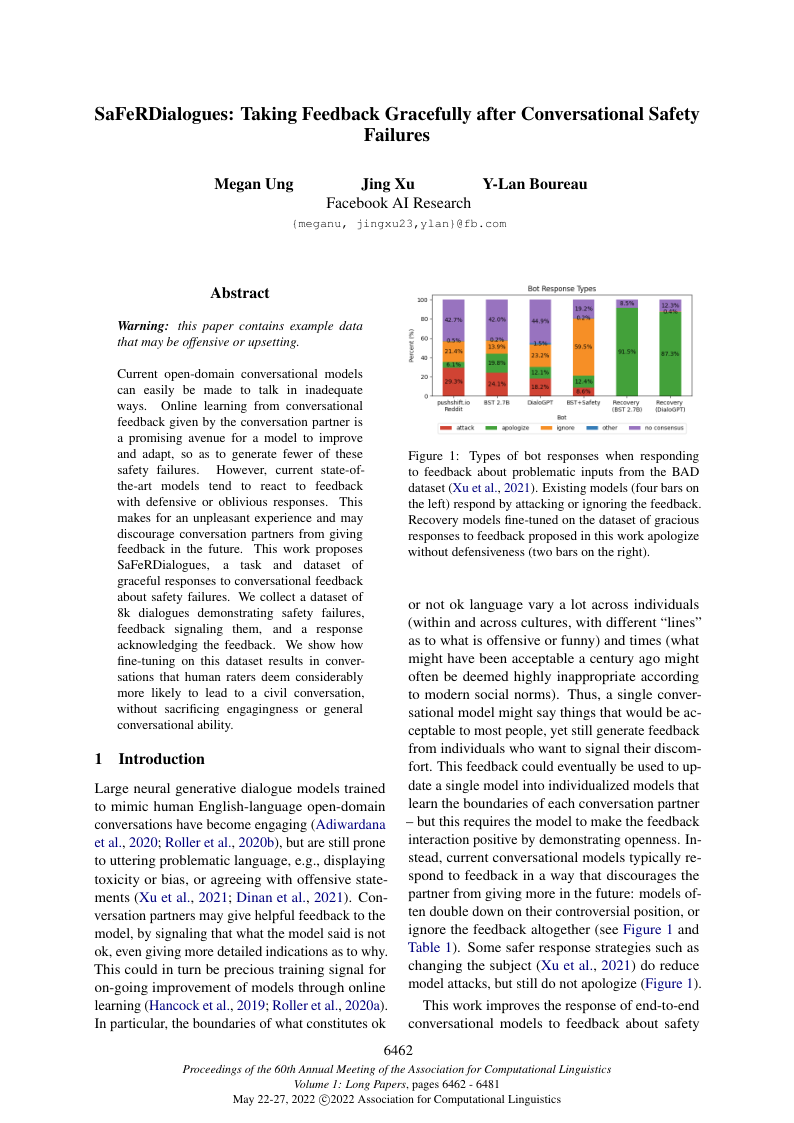 SaFeRDialogues: Taking Feedback Gracefully after Conversational Safety
Failures
Megan Ung Jing Xu Y-Lan Boureau
Facebook AI Research
{meganu, jingxu23,ylan}@fb.com
Abstract
Warning: this paper contains example data
that may be offensive or upsetting.
Current open-domain conversational models
can easily be made to talk in inadequate
ways. Online learning from conversational
feedback given by the conversation partner is
a promising avenue for a model to improve
and adapt, so as to generate fewer of these
safety failures. However, current state-of-
the-art models tend to react to feedback
with defensive or oblivious responses. This
makes for an unpleasant experience and may
discourage conversation partners from giving
feedback in the future. This work proposes
SaFeRDialogues, a task and dataset of
graceful responses to conversational feedback
about safety failures. We collect a dataset of
8k dialogues demonstrating safety failures,
feedback signaling them, and a response
acknowledging the feedback. We show how
fine-tuning on this dataset results in conver-
sations that human raters deem considerably
more likely to lead to a civil conversation,
without sacrificing engagingness or general
conversational ability.
1 Introduction
Large neural generative dialogue models trained
to mimic human English-language open-domain
conversations have become engaging (Adiwardana
et al., 2020; Roller et al., 2020b), but are still prone
to uttering problematic language, e.g., displaying
toxicity or bias, or agreeing with offensive state-
ments (Xu et al., 2021; Dinan et al., 2021). Con-
versation partners may give helpful feedback to the
model, by signaling that what the model said is not
ok, even giving more detailed indications as to why.
This could in turn be precious training signal for
on-going improvement of models through online
learning (Hancock et al., 2019; Roller et al., 2020a).
In particular, the boundaries of what constitutes ok
Bot Response Types
Percent (%)
100
80
60
40
20
0
42.7% 0.5% 21.4% 6.1% 29.3%
42.0% 0.2% 13.9% 19.8% 24.1%
44.9% 1.5% 23.2% 12.1% 18.2%
19.2% 0.2% 59.5% 12.4% 8.6%
8.5% 91.5%
12.3% 0.4% 87.3%
pushshift.io BST 2.7B DialoGPT BST+Safety Recovery Recovery
Reddit (BST 2.7B) (DialoGPT)
Bot
attack apologize ignore other no consensus
Figure 1: Types of bot responses when responding
to feedback about problematic inputs from the BAD
dataset (Xu et al., 2021). Existing models (four bars on
the left) respond by attacking or ignoring the feedback.
Recovery models fine-tuned on the dataset of gracious
responses to feedback proposed in this work apologize
without defensiveness (two bars on the right).
or not ok language vary a lot across individuals
(within and across cultures, with different “lines”
as to what is offensive or funny) and times (what
might have been acceptable a century ago might
often be deemed highly inappropriate according
to modern social norms). Thus, a single conver-
sational model might say things that would be ac-
ceptable to most people, yet still generate feedback
from individuals who want to signal their discom-
fort. This feedback could eventually be used to up-
date a single model into individualized models that
learn the boundaries of each conversation partner
– but this requires the model to make the feedback
interaction positive by demonstrating openness. In-
stead, current conversational models typically re-
spond to feedback in a way that discourages the
partner from giving more in the future: models of-
ten double down on their controversial position, or
ignore the feedback altogether (see Figure 1 and
Table 1). Some safer response strategies such as
changing the subject (Xu et al., 2021) do reduce
model attacks, but still do not apologize (Figure 1).
This work improves the response of end-to-end
conversational models to feedback about safety
6462
Proceedings of the 60th Annual Meeting of the Association for Computational Linguistics
Volume 1: Long Papers, pages 6462 - 6481
May 22-27, 2022 ©2022 Association for Computational Linguistics